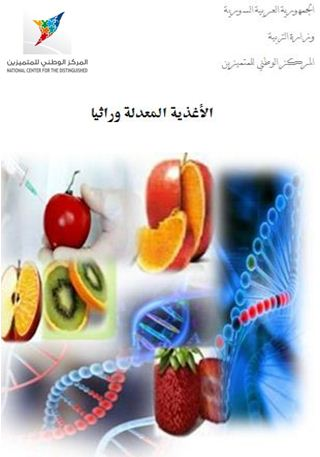 الجمهورية العربية السورية
وزارة التربية
المركز الوطني للمتميزين
المركز الوطني للمتميزين
NATIONAL CENTER FOR THE DISTINGUISHED
الأغذية المعدلة وراثيا